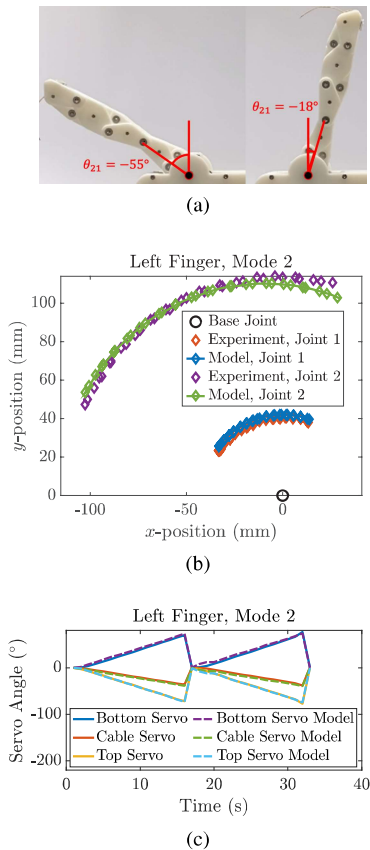 θ₂₁ = −55°
θ₂₁ = −18°
(a)
Left Finger, Mode 2
y-position (mm)
100
80
60
40
20
0
Base Joint
Experiment, Joint 1
Model, Joint 1
Experiment, Joint 2
Model, Joint 2
-100
-50
0
x-position (mm)
(b)
Left Finger, Mode 2
Servo Angle (°)
0
-100
-200
Bottom Servo
Bottom Servo Model
Cable Servo
Cable Servo Model
Top Servo
Top Servo Model
0
10
20
30
40
Time (s)
(c)